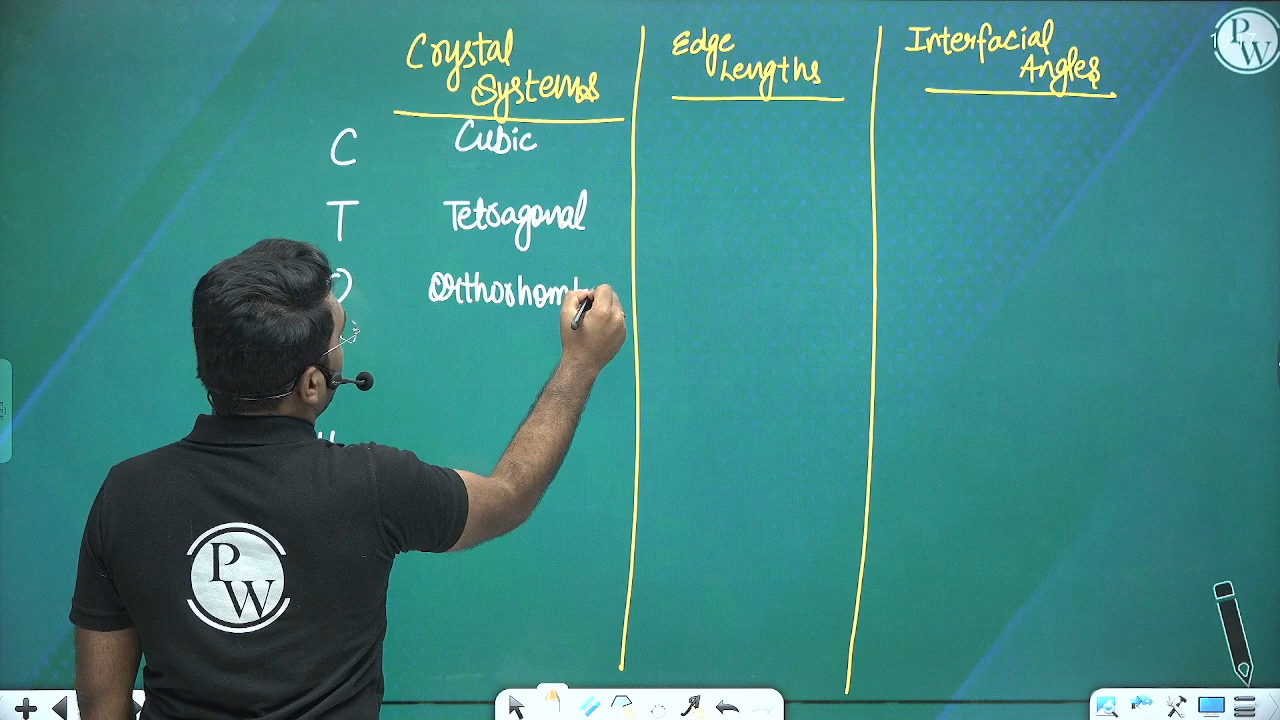 Crystal
Systems
Edge
Lengths
Interfacial
Angles
C Cubic
T Tetragonal
O
PW
PW